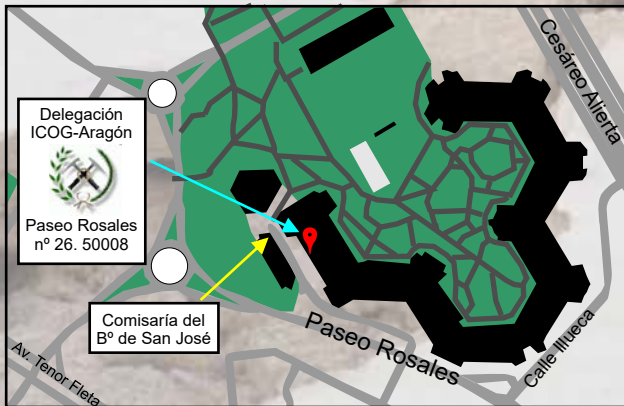 Delegación
ICOG-Aragón
Paseo Rosales
nº 26. 50008
Comisaría del
Bº de San José
Cesáreo Alierta
Paseo Rosales
Calle Illueca
Av. Tenor Fleta